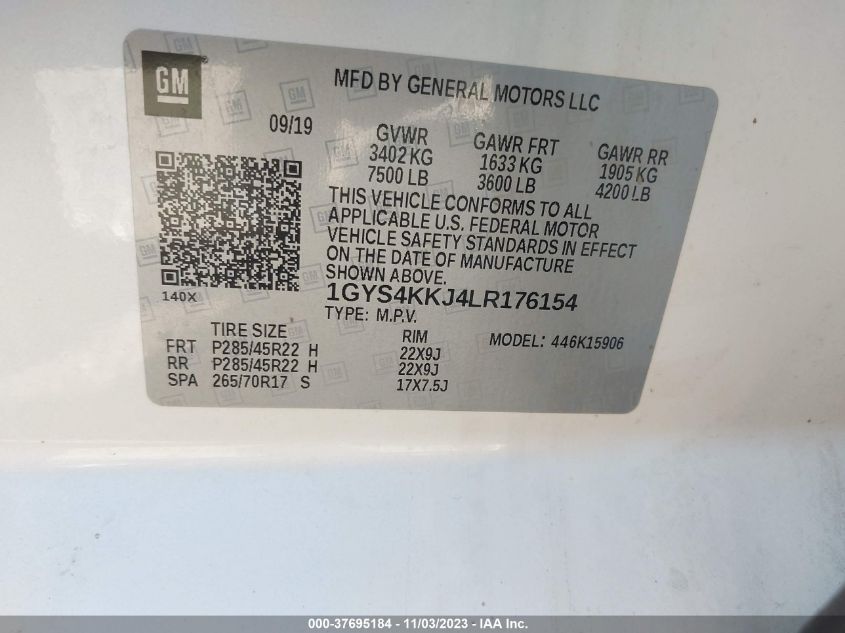 GM
MFD BY GENERAL MOTORS LLC
09/19
GVWR
3402 KG
7500 LB
GAWR FRT
1633 KG
3600 LB
GAWR RR
1905 KG
4200 LB
THIS VEHICLE CONFORMS TO ALL
APPLICABLE U.S. FEDERAL MOTOR
VEHICLE SAFETY STANDARDS IN EFFECT
ON THE DATE OF MANUFACTURE
SHOWN ABOVE.
140X
1GYS4KKJ4LR176154
TYPE: M.P.V.
TIRE SIZE RIM MODEL: 446K15906
FRT P285/45R22 H 22X9J
RR P285/45R22 H 22X9J
SPA 265/70R17 S 17X7.5J
000-37695184 - 11/03/2023 - IAA Inc.